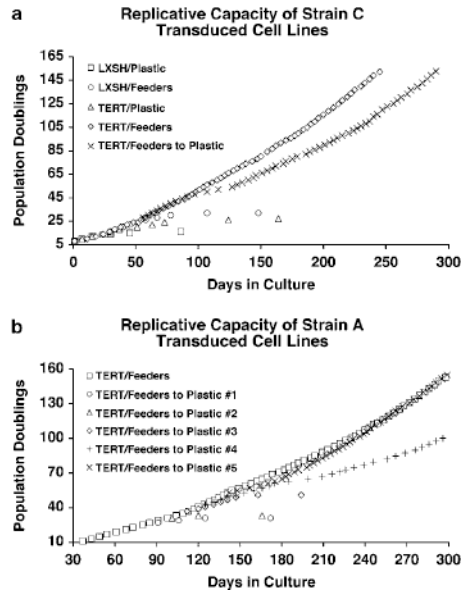 a
Replicative Capacity of Strain C
Transduced Cell Lines
Population Doublings
165
145
125
105
85
65
45
25
5
LXSH/Plastic
LXSH/Feeders
TERT/Plastic
TERT/Feeders
TERT/Feeders to Plastic
0 50 100 150 200 250 300
Days in Culture
b
Replicative Capacity of Strain A
Transduced Cell Lines
Population Doublings
160
130
100
70
40
10
TERT/Feeders
TERT/Feeders to Plastic #1
TERT/Feeders to Plastic #2
TERT/Feeders to Plastic #3
TERT/Feeders to Plastic #4
TERT/Feeders to Plastic #5
30 60 90 120 150 180 210 240 270 300
Days in Culture